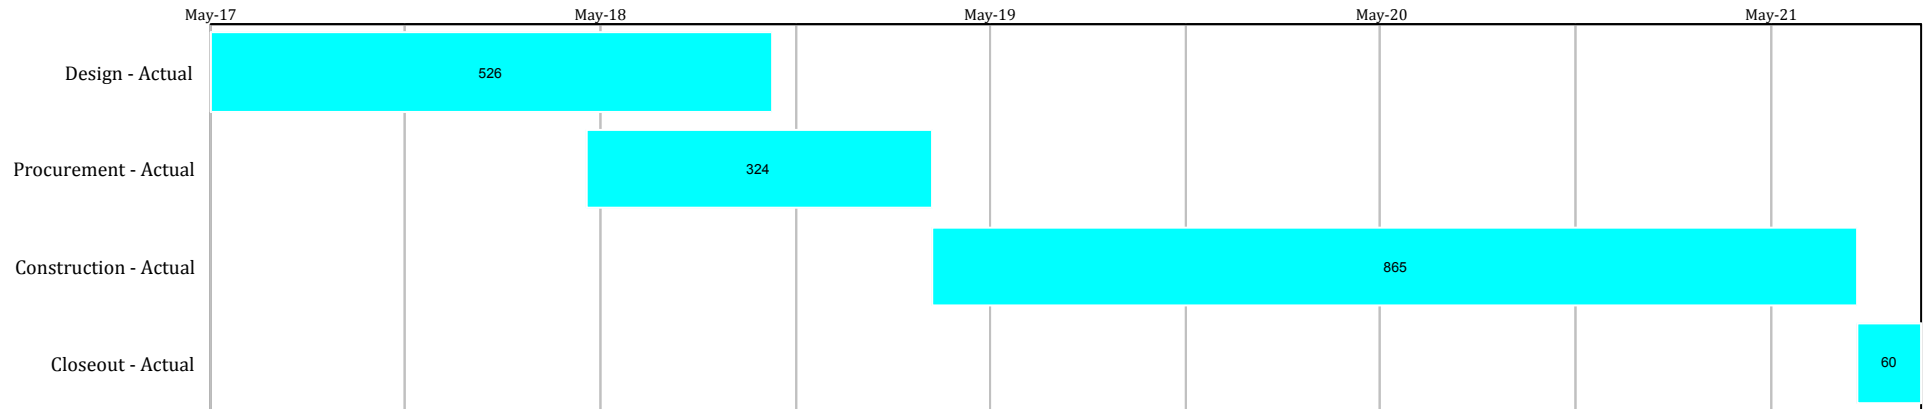 May-17 May-18 May-19 May-20 May-21
Design - Actual 526
Procurement - Actual 324
Construction - Actual 865
Closeout - Actual 60